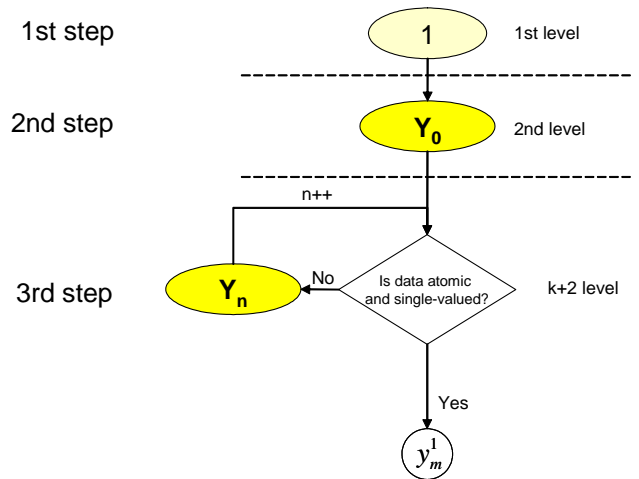 1st step
1
1st level
2nd step
Y₀
2nd level
n++
3rd step
Yₙ
No
Is data atomic
and single-valued?
k+2 level
Yes
y¹ₘ